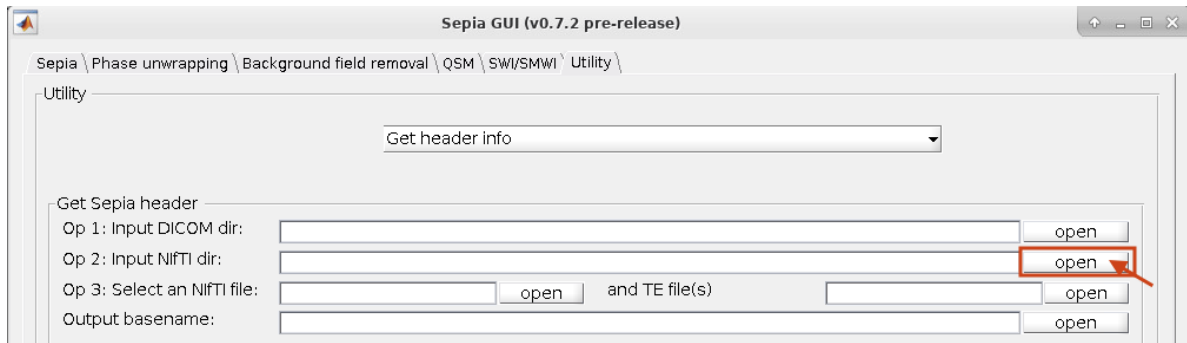 Sepia GUI (v0.7.2 pre-release)
Sepia Phase unwrapping Background field removal QSM SWI/SMWI Utility
Utility
Get header info
Get Sepia header
Op 1: Input DICOM dir: open
Op 2: Input NIfTI dir: open
Op 3: Select an NIfTI file: open and TE file(s) open
Output basename: open